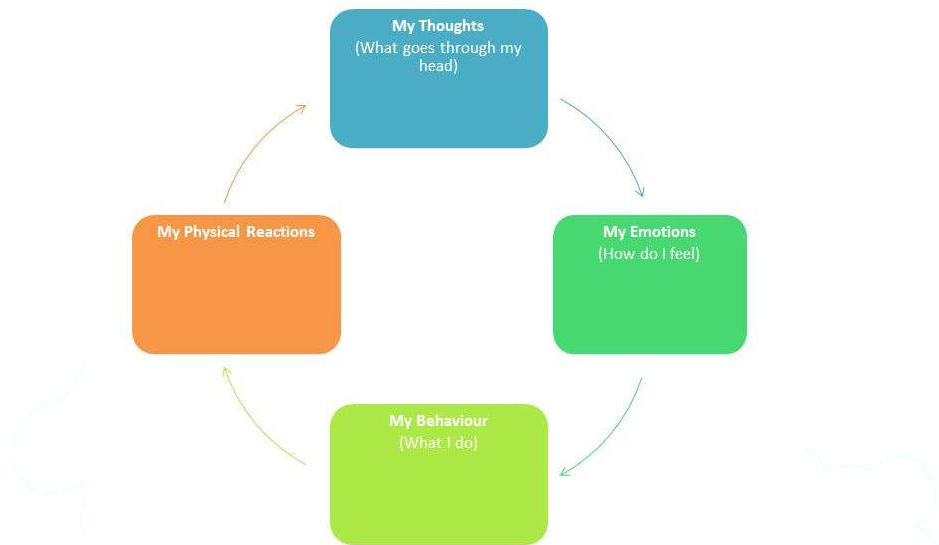 My Thoughts
(What goes through my
head)
My Physical Reactions
My Emotions
(How do I feel)
My Behaviour
(What I do)